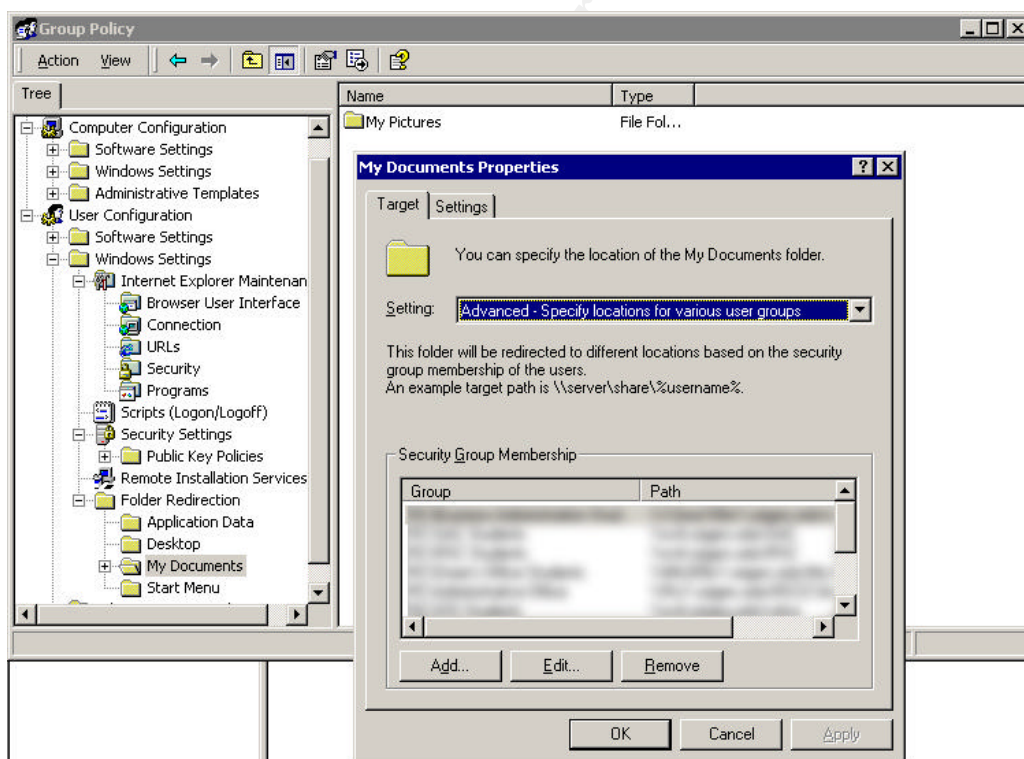 Group Policy
Action View
Tree
Name Type
My Pictures File Fol...
Computer Configuration
Software Settings
Windows Settings
Administrative Templates
User Configuration
Software Settings
Windows Settings
Internet Explorer Maintenan
Browser User Interface
Connection
URLs
Security
Programs
Scripts (Logon/Logoff)
Security Settings
Public Key Policies
Remote Installation Services
Folder Redirection
Application Data
Desktop
My Documents
Start Menu
My Documents Properties
Target Settings
You can specify the location of the My Documents folder.
Setting: Advanced - Specify locations for various user groups
This folder will be redirected to different locations based on the security
group membership of the users.
An example target path is \\server\share\%username%.
Security Group Membership
Group Path
Add... Edit... Remove
OK Cancel Apply